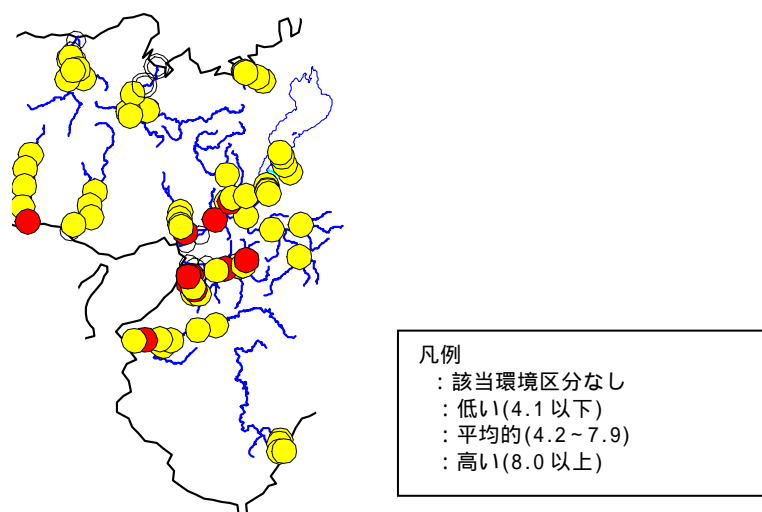 凡例
：該当環境区分なし
：低い(4.1以下)
：平均的(4.2~7.9)
：高い(8.0以上)